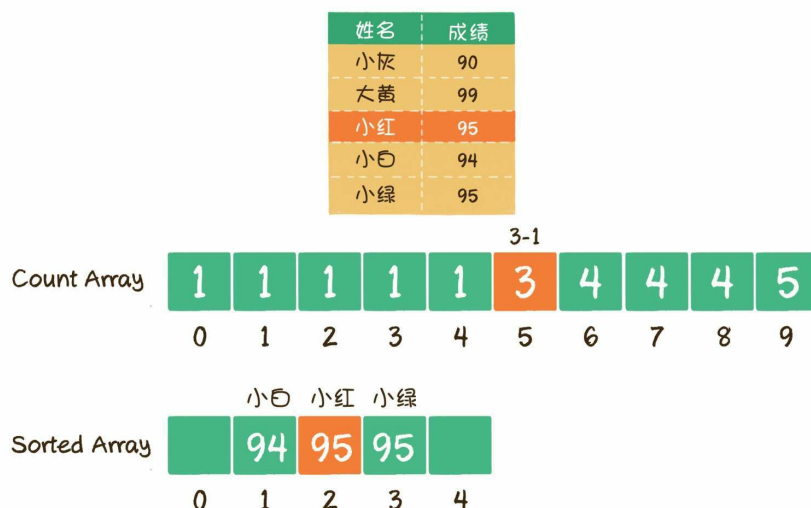 姓名 成绩
小灰 90
大黄 99
小红 95
小白 94
小绿 95
3-1
Count Array 1 1 1 1 1 3 4 4 4 5
0 1 2 3 4 5 6 7 8 9
小白 小红 小绿
Sorted Array 94 95 95
0 1 2 3 4